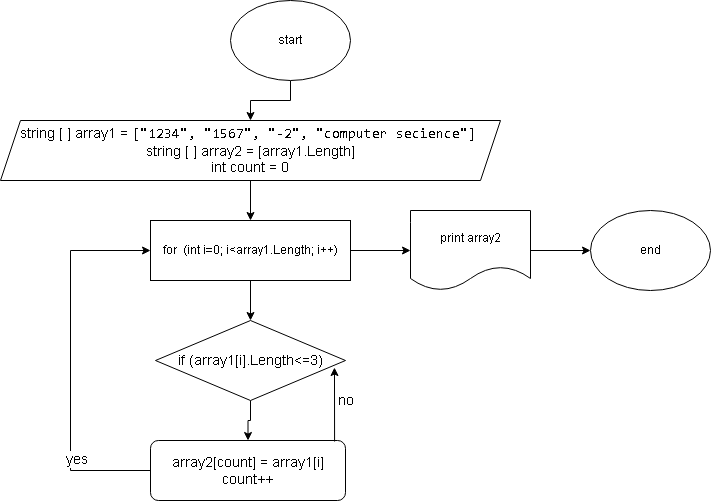 start
string [ ] array1 = ["1234", "1567", "-2", "computer secience"]
string [ ] array2 = [array1.Length]
int count = 0
for (int i=0; i<array1.Length; i++)
print array2
end
if (array1[i].Length<=3)
no
yes
array2[count] = array1[i]
count++